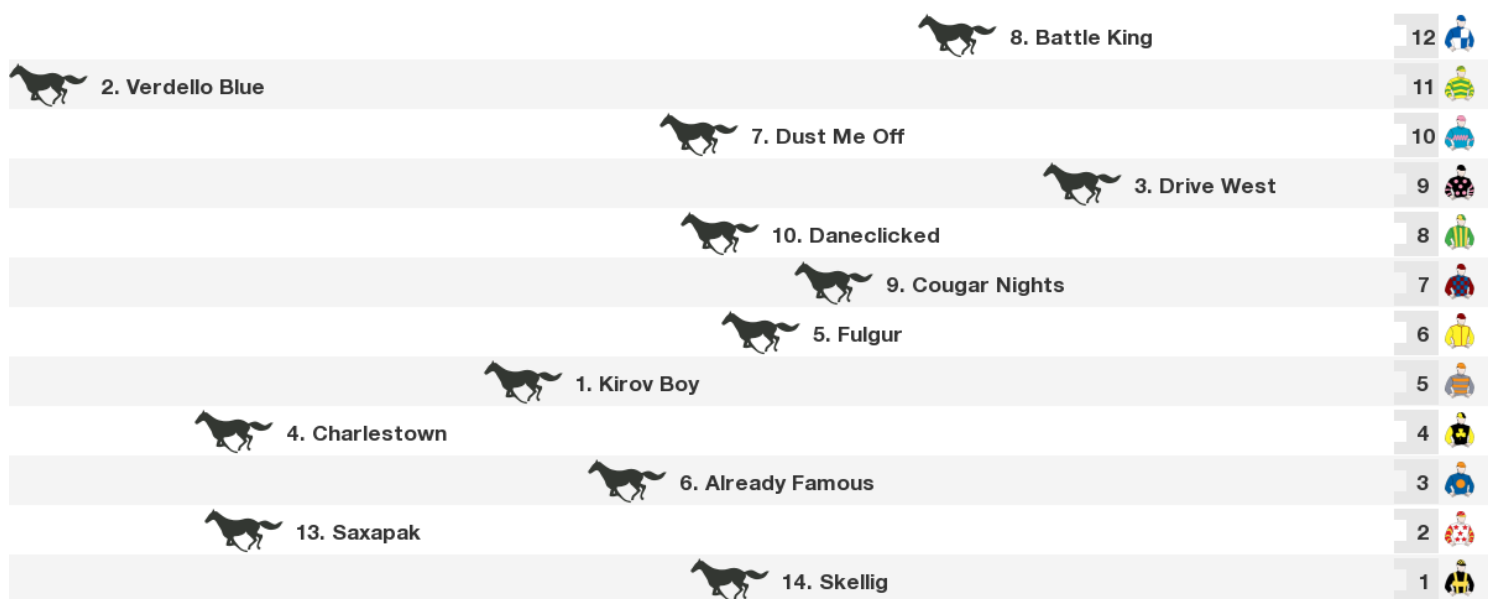 8. Battle King 12
2. Verdello Blue 11
7. Dust Me Off 10
3. Drive West 9
10. Daneclicked 8
9. Cougar Nights 7
5. Fulgur 6
1. Kirov Boy 5
4. Charlestown 4
6. Already Famous 3
13. Saxapak 2
14. Skellig 1